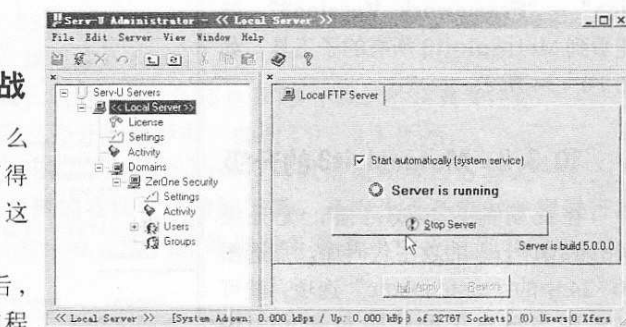 战
么
得
这
后，
程
Serv-U Administrator - << Local Server >>
File Edit Server View Window Help
Serv-U Servers
<< Local Server >>
License
Settings
Activity
Domains
ZerOne Security
Settings
Activity
Users
Groups
Local FTP Server
Start automatically (system service)
Server is running
Stop Server
Server is build 5.0.0.0
Apply
<< Local Server >> [System Ad own: 0.000 kBps / Up: 0.000 kBps of 32767 Sockets) (0) Users 0 Xfers